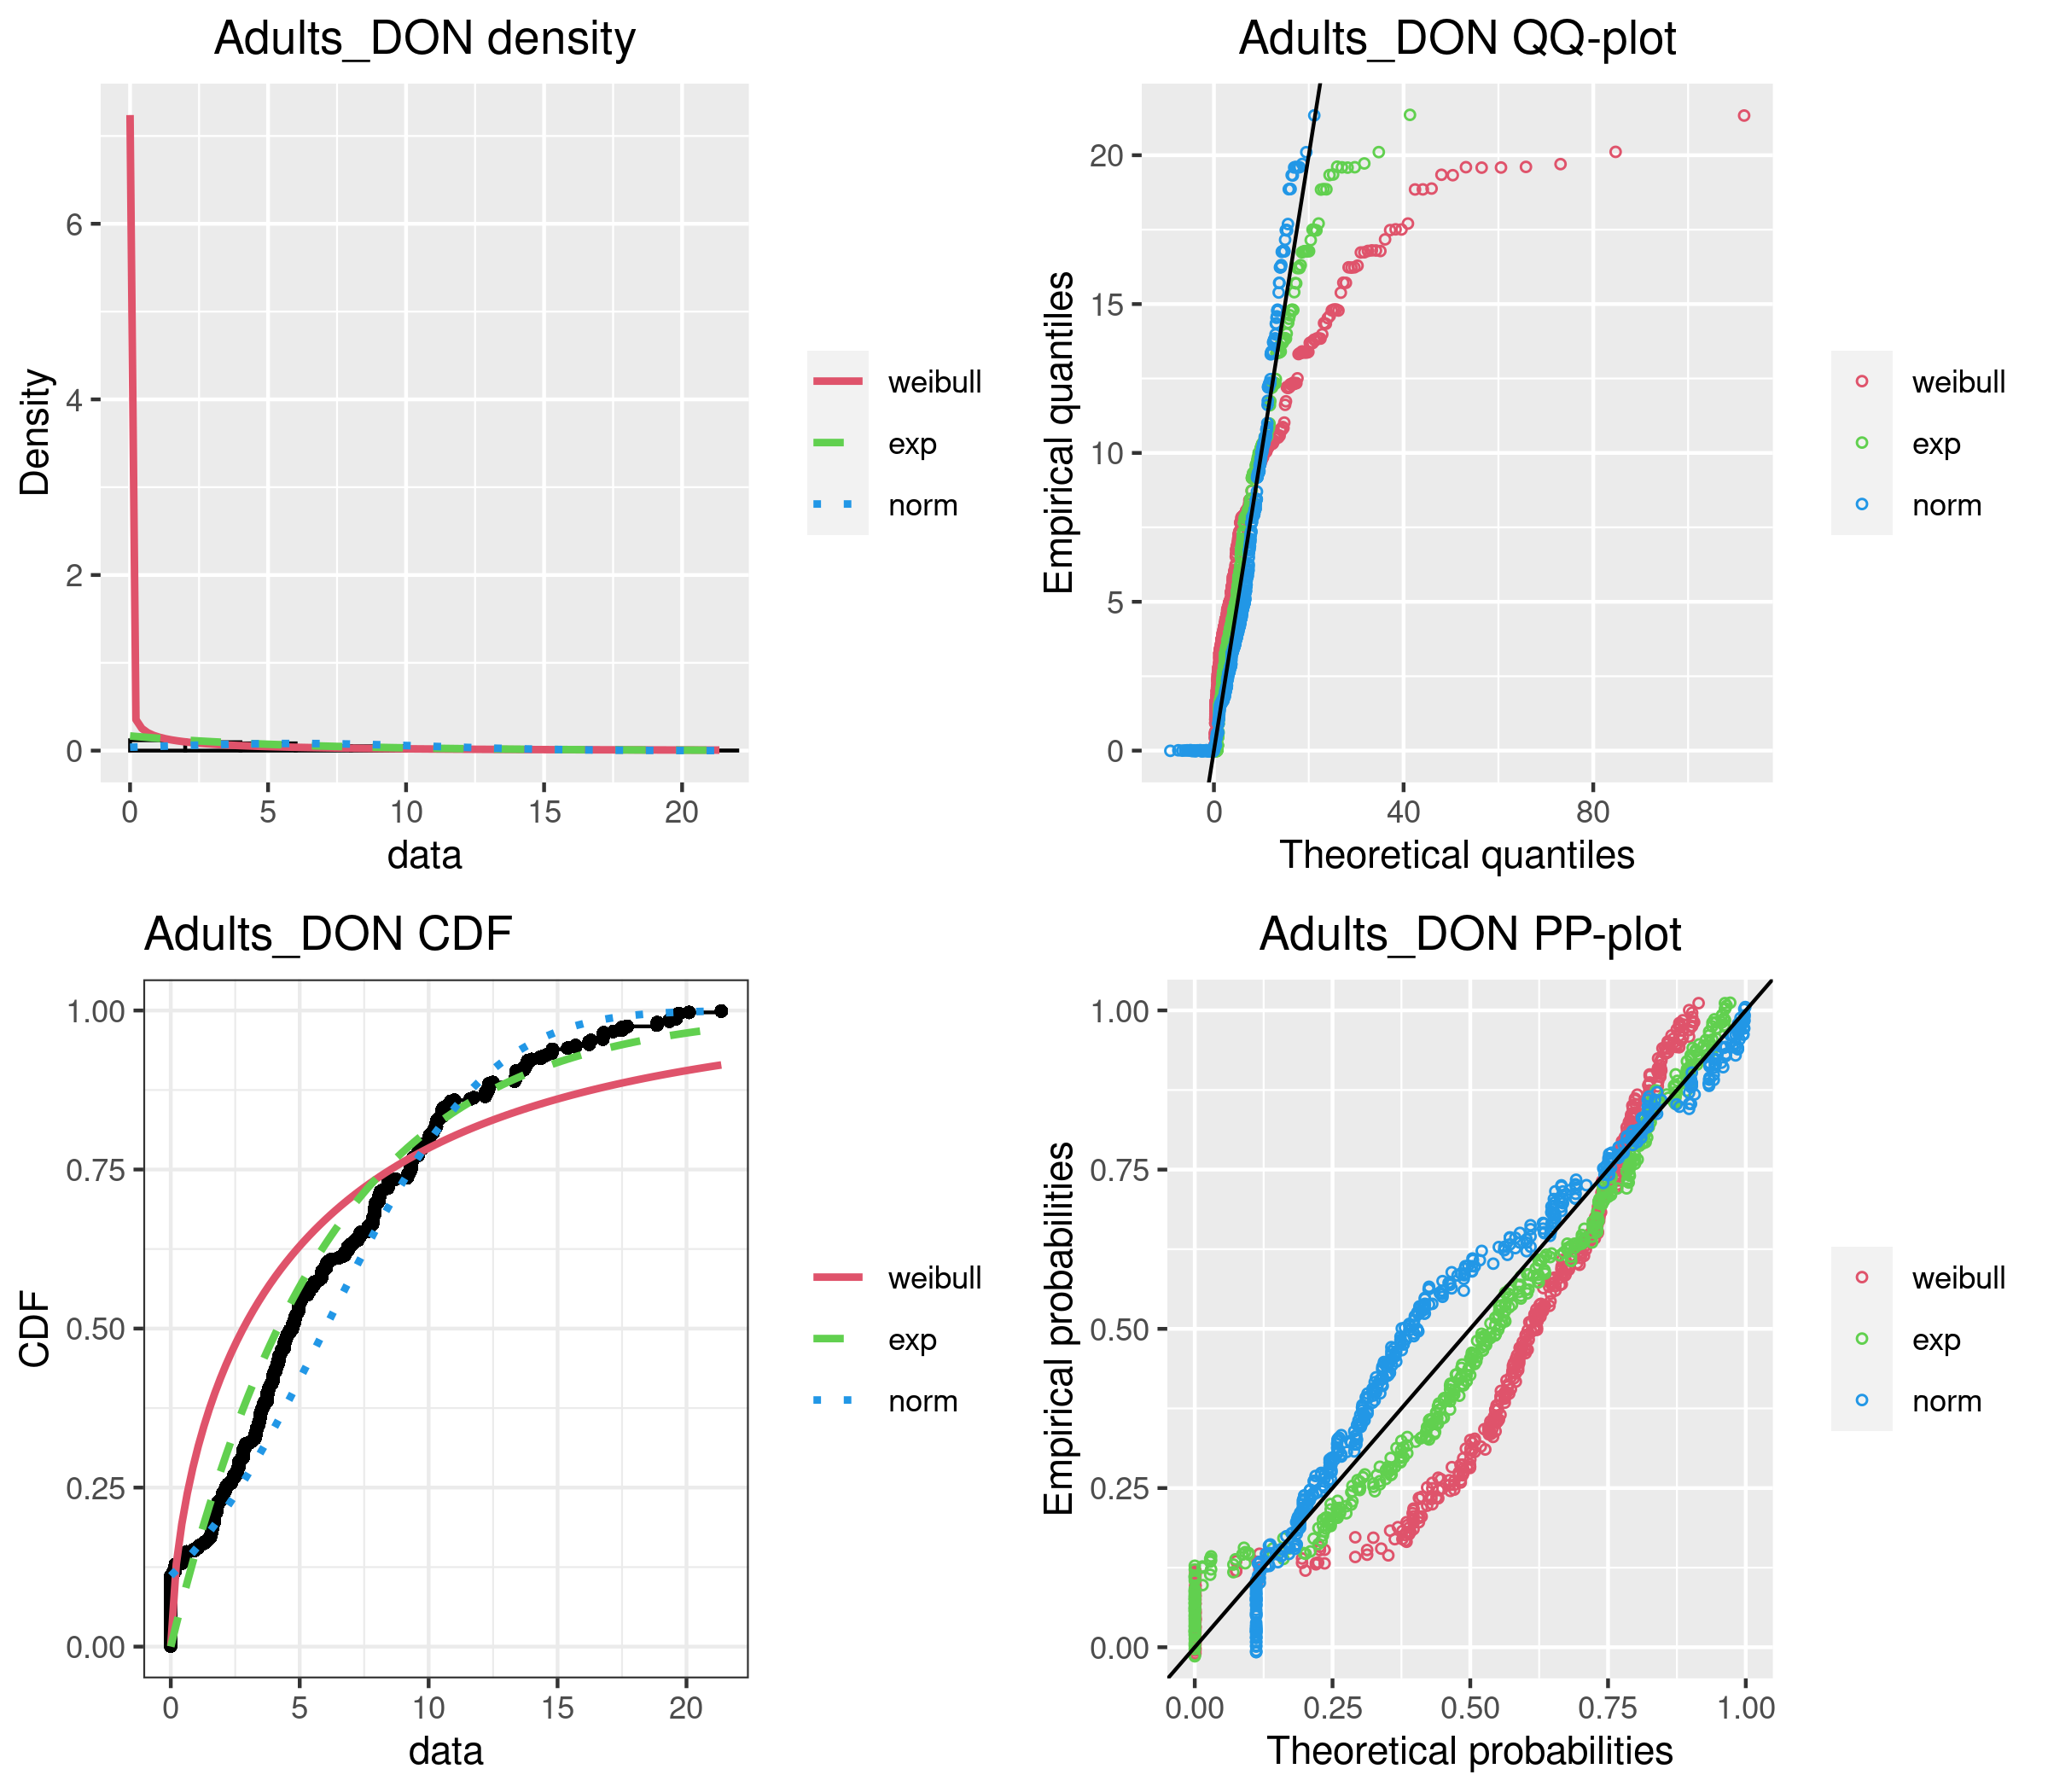 Adults_DON density
Density
6
4
2
0
0 5 10 15 20
data
weibull
exp
norm
Adults_DON QQ-plot
Empirical quantiles
20
15
10
5
0
0 40 80
Theoretical quantiles
weibull
exp
norm
Adults_DON CDF
CDF
1.00
0.75
0.50
0.25
0.00
0 5 10 15 20
data
weibull
exp
norm
Adults_DON PP-plot
Empirical probabilities
1.00
0.75
0.50
0.25
0.00
0.00 0.25 0.50 0.75 1.00
Theoretical probabilities
weibull
exp
norm